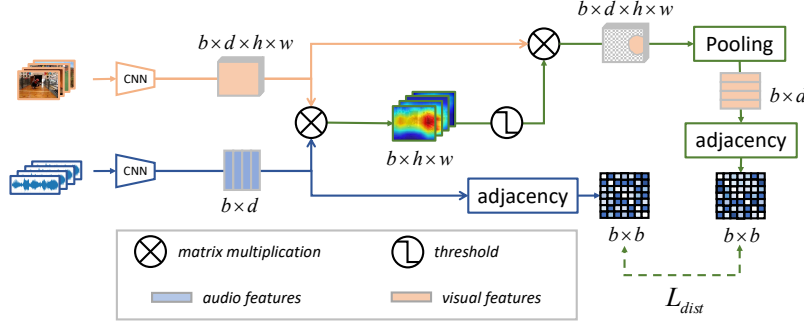 b × d × h × w
b × d × h × w
Pooling
CNN
b × d
b × h × w
adjacency
CNN
b × d
adjacency
b × b
b × b
matrix multiplication
threshold
audio features
visual features
L_dist